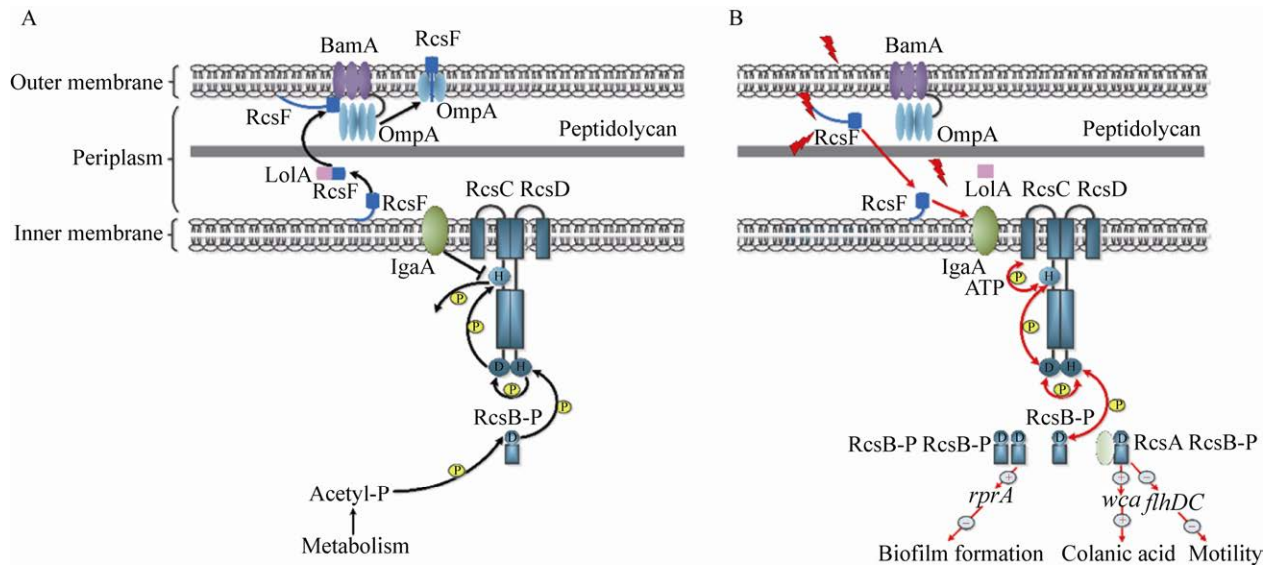 A
RcsF
BamA
Outer membrane
OmpA
RcsF
OmpA
Peptidolycan
Periplasm
LolA
RcsF
RcsF
RcsC RcsD
Inner membrane
IgaA
H
P
P
D H
P
P
RcsB-P
D
P
Acetyl-P
Metabolism
B
BamA
RcsF
OmpA
Peptidolycan
LolA
RcsF
RcsC RcsD
IgaA
P
H
ATP
P
D H
P
P
RcsB-P
RcsB-P RcsB-P
D D
D
D
RcsA RcsB-P
+
+
−
rprA
wca
flhDC
−
+
−
Biofilm formation
Colanic acid
Motility